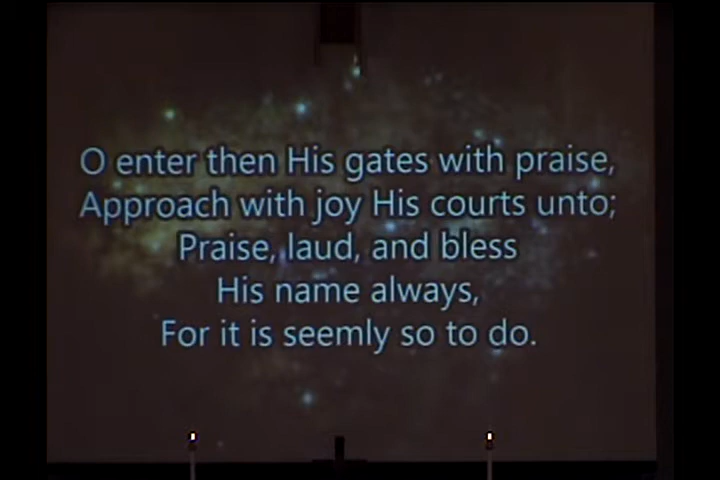 O enter then His gates with praise,
Approach with joy His courts unto;
Praise, laud, and bless
His name always,
For it is seemly so to do.